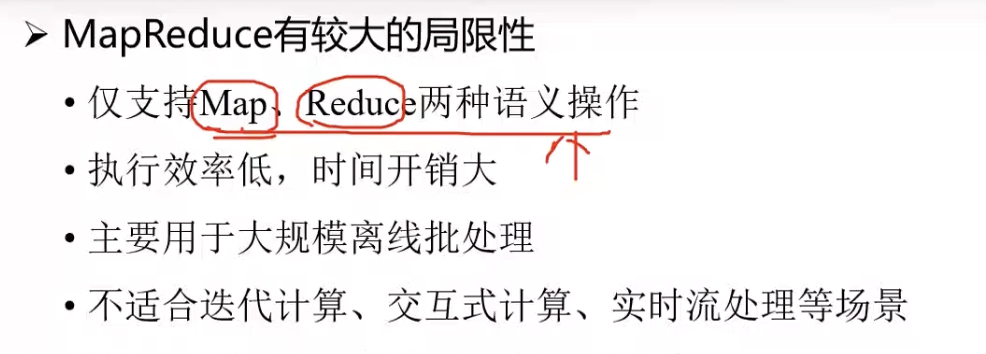 ➤ MapReduce有较大的局限性
• 仅支持Map、Reduce两种语义操作
• 执行效率低，时间开销大
• 主要用于大规模离线批处理
• 不适合迭代计算、交互式计算、实时流处理等场景